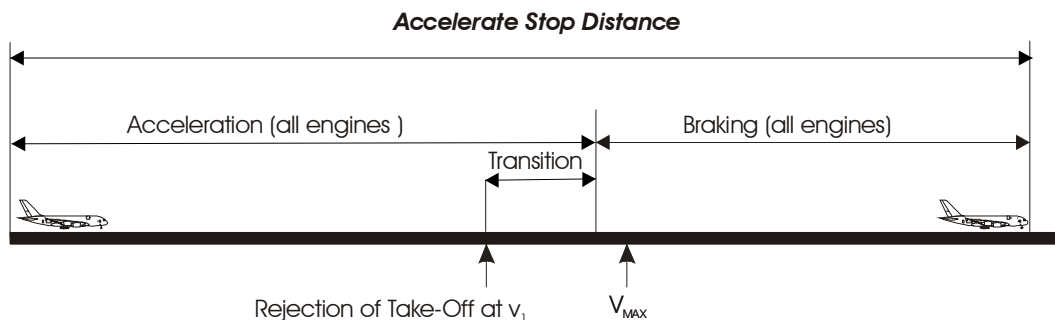 Accelerate Stop Distance
Acceleration (all engines )
Braking (all engines)
Transition
Rejection of Take-Off at v₁
VMAX